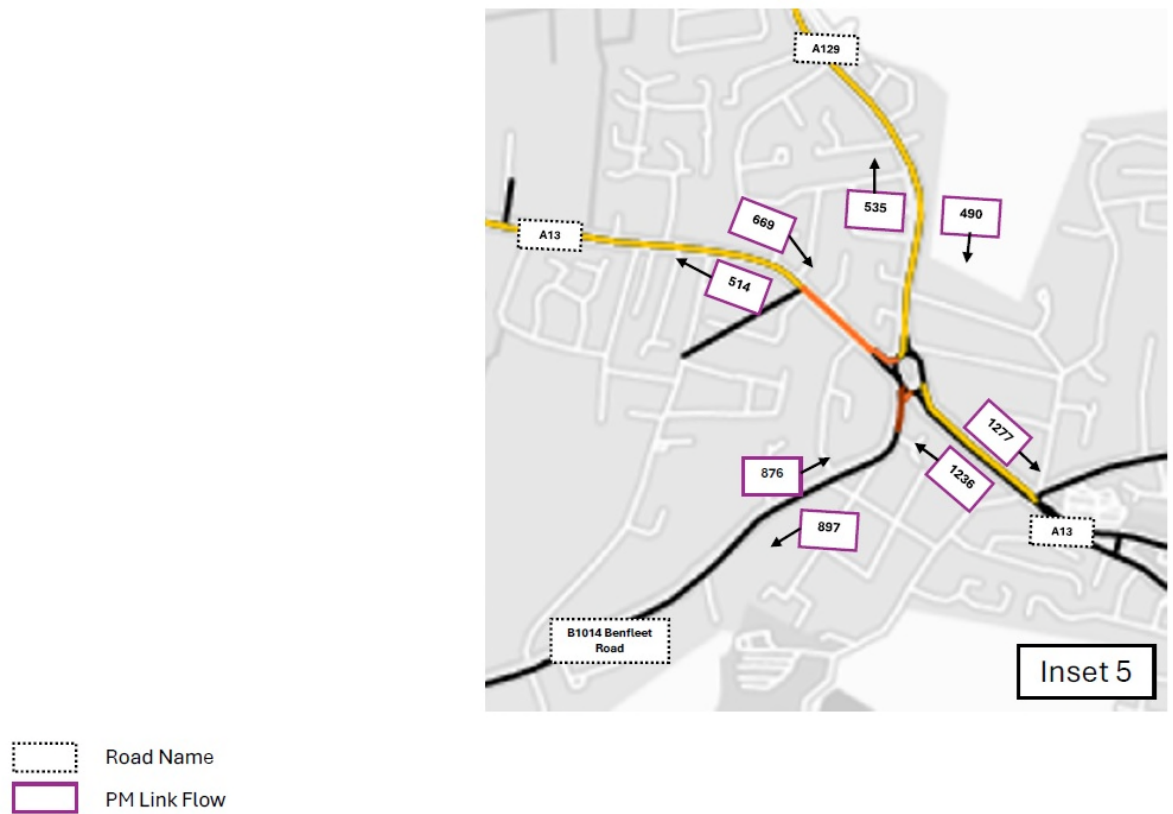 A129
535
490
669
A13
514
1277
876
1236
897
A13
B1014 Benfleet
Road
Inset 5
Road Name
PM Link Flow